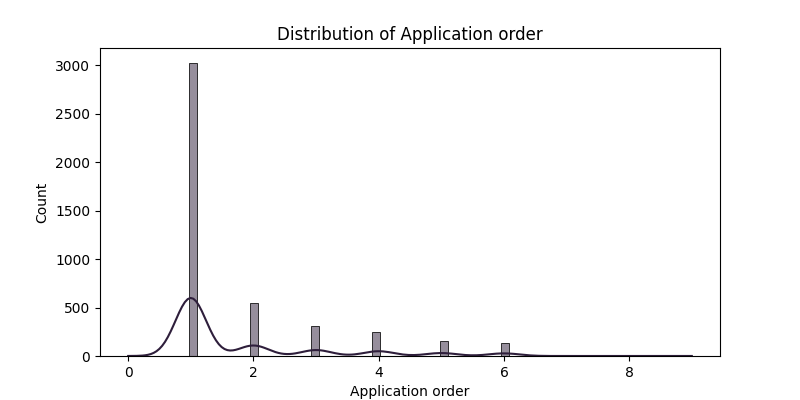 Distribution of Application order
3000
2500
2000
1500
1000
500
0
Count
0 2 4 6 8
Application order